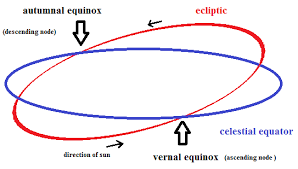 autumnal equinox
ecliptic
(descending node)
celestial equator
direction of sun
vernal equinox (ascending node )